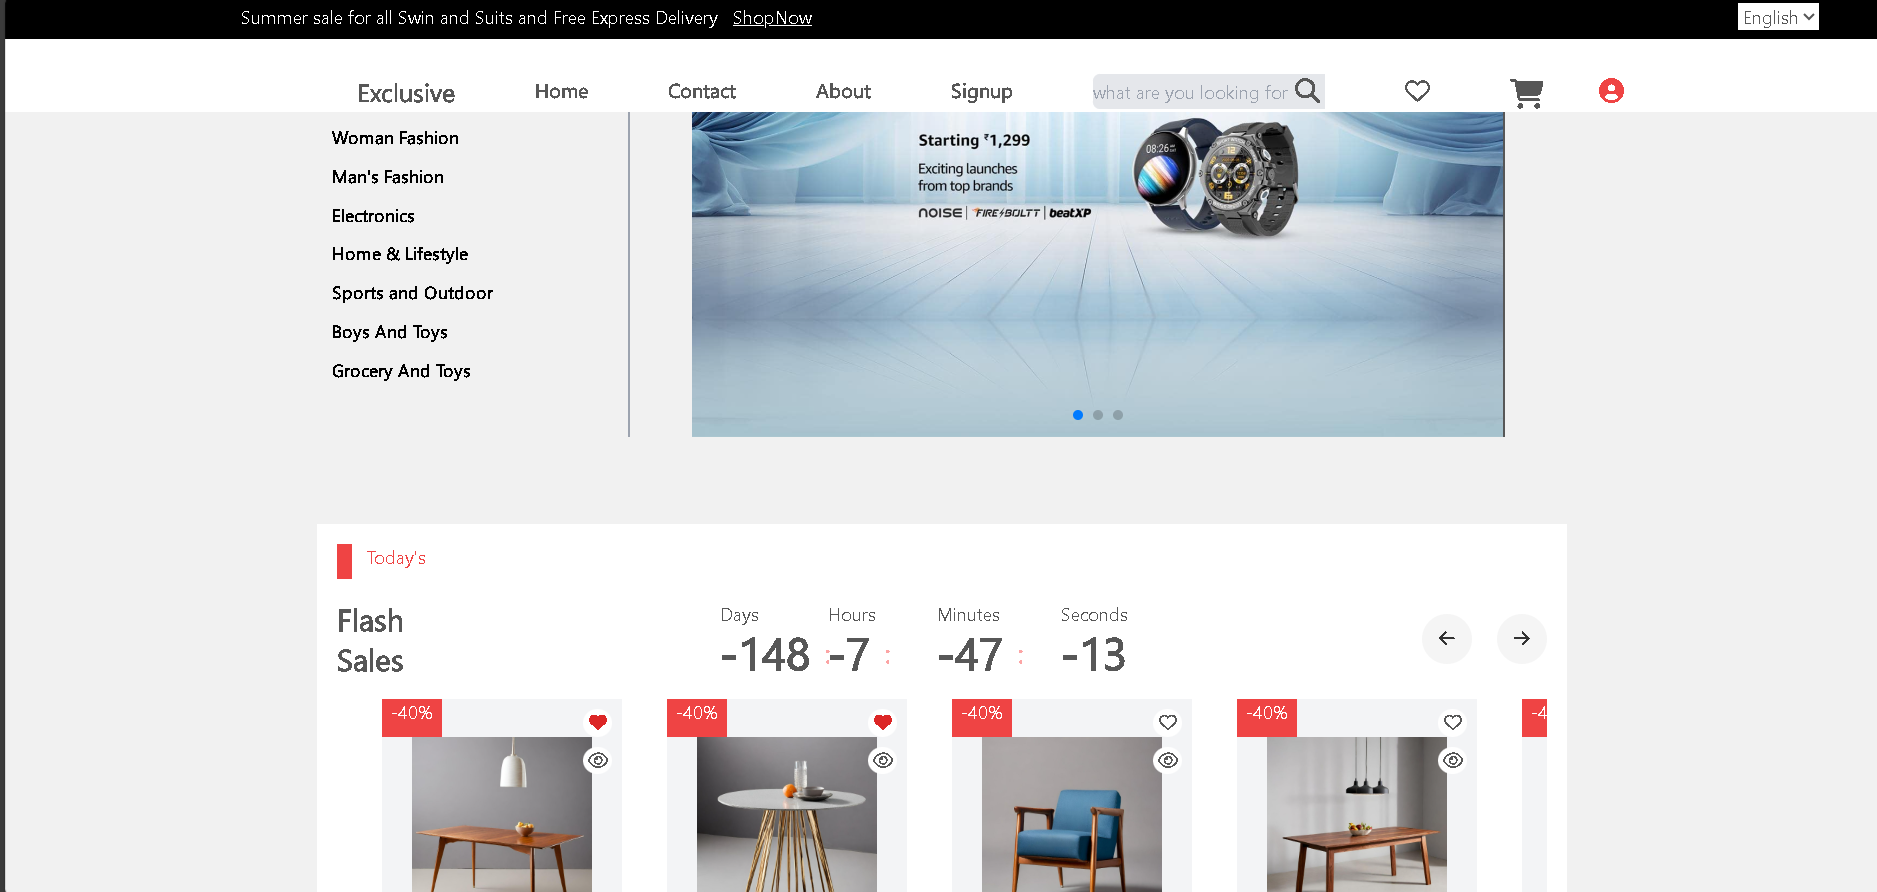 Summer sale for all Swin and Suits and Free Express Delivery ShopNow
English
Exclusive Home Contact About Signup what are you looking for
Woman Fashion
Man's Fashion
Electronics
Home & Lifestyle
Sports and Outdoor
Boys And Toys
Grocery And Toys
Starting ₹1,299
Exciting launches
from top brands
NOISE | FIRE-BOLTT | beatXP
08:26
Today's
Flash
Sales
Days Hours Minutes Seconds
-148 : -7 : -47 : -13
-40% -40% -40% -40% -4